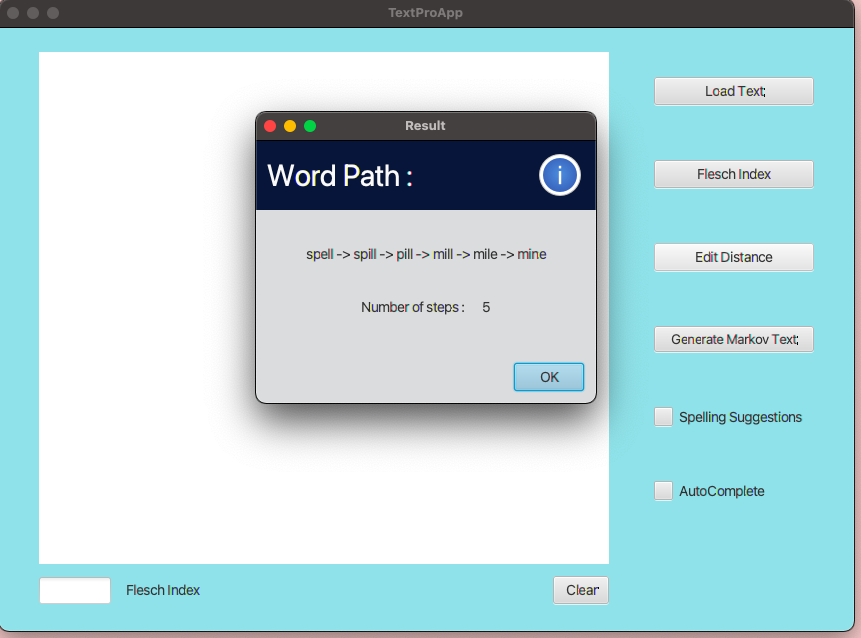 TextProApp
Result
Word Path :
spell -> spill -> pill -> mill -> mile -> mine
Number of steps : 5
OK
Load Text
Flesch Index
Edit Distance
Generate Markov Text
Spelling Suggestions
AutoComplete
Flesch Index
Clear